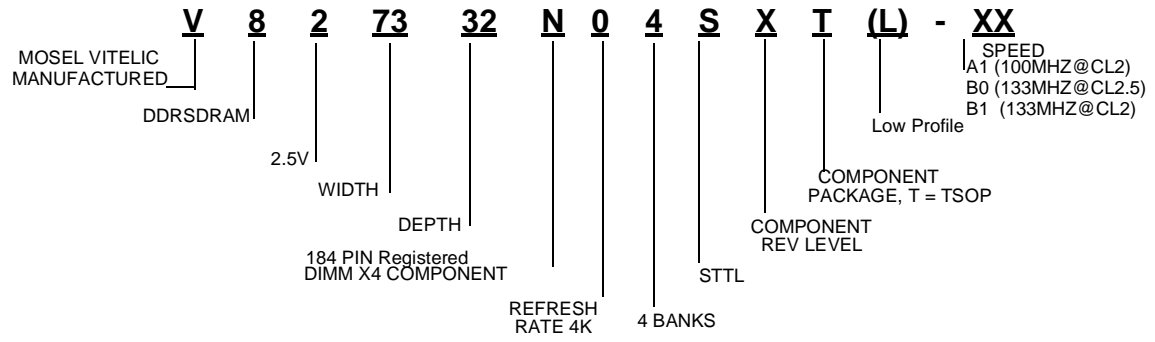 V 8 2 73 32 N 0 4 S X T (L) - XX
MOSEL VITELIC
MANUFACTURED
SPEED
A1 (100MHZ@CL2)
B0 (133MHZ@CL2.5)
B1 (133MHZ@CL2)
DDRSDRAM
Low Profile
2.5V
WIDTH
COMPONENT
PACKAGE, T = TSOP
DEPTH
COMPONENT
REV LEVEL
184 PIN Registered
DIMM X4 COMPONENT
STTL
REFRESH
RATE 4K
4 BANKS